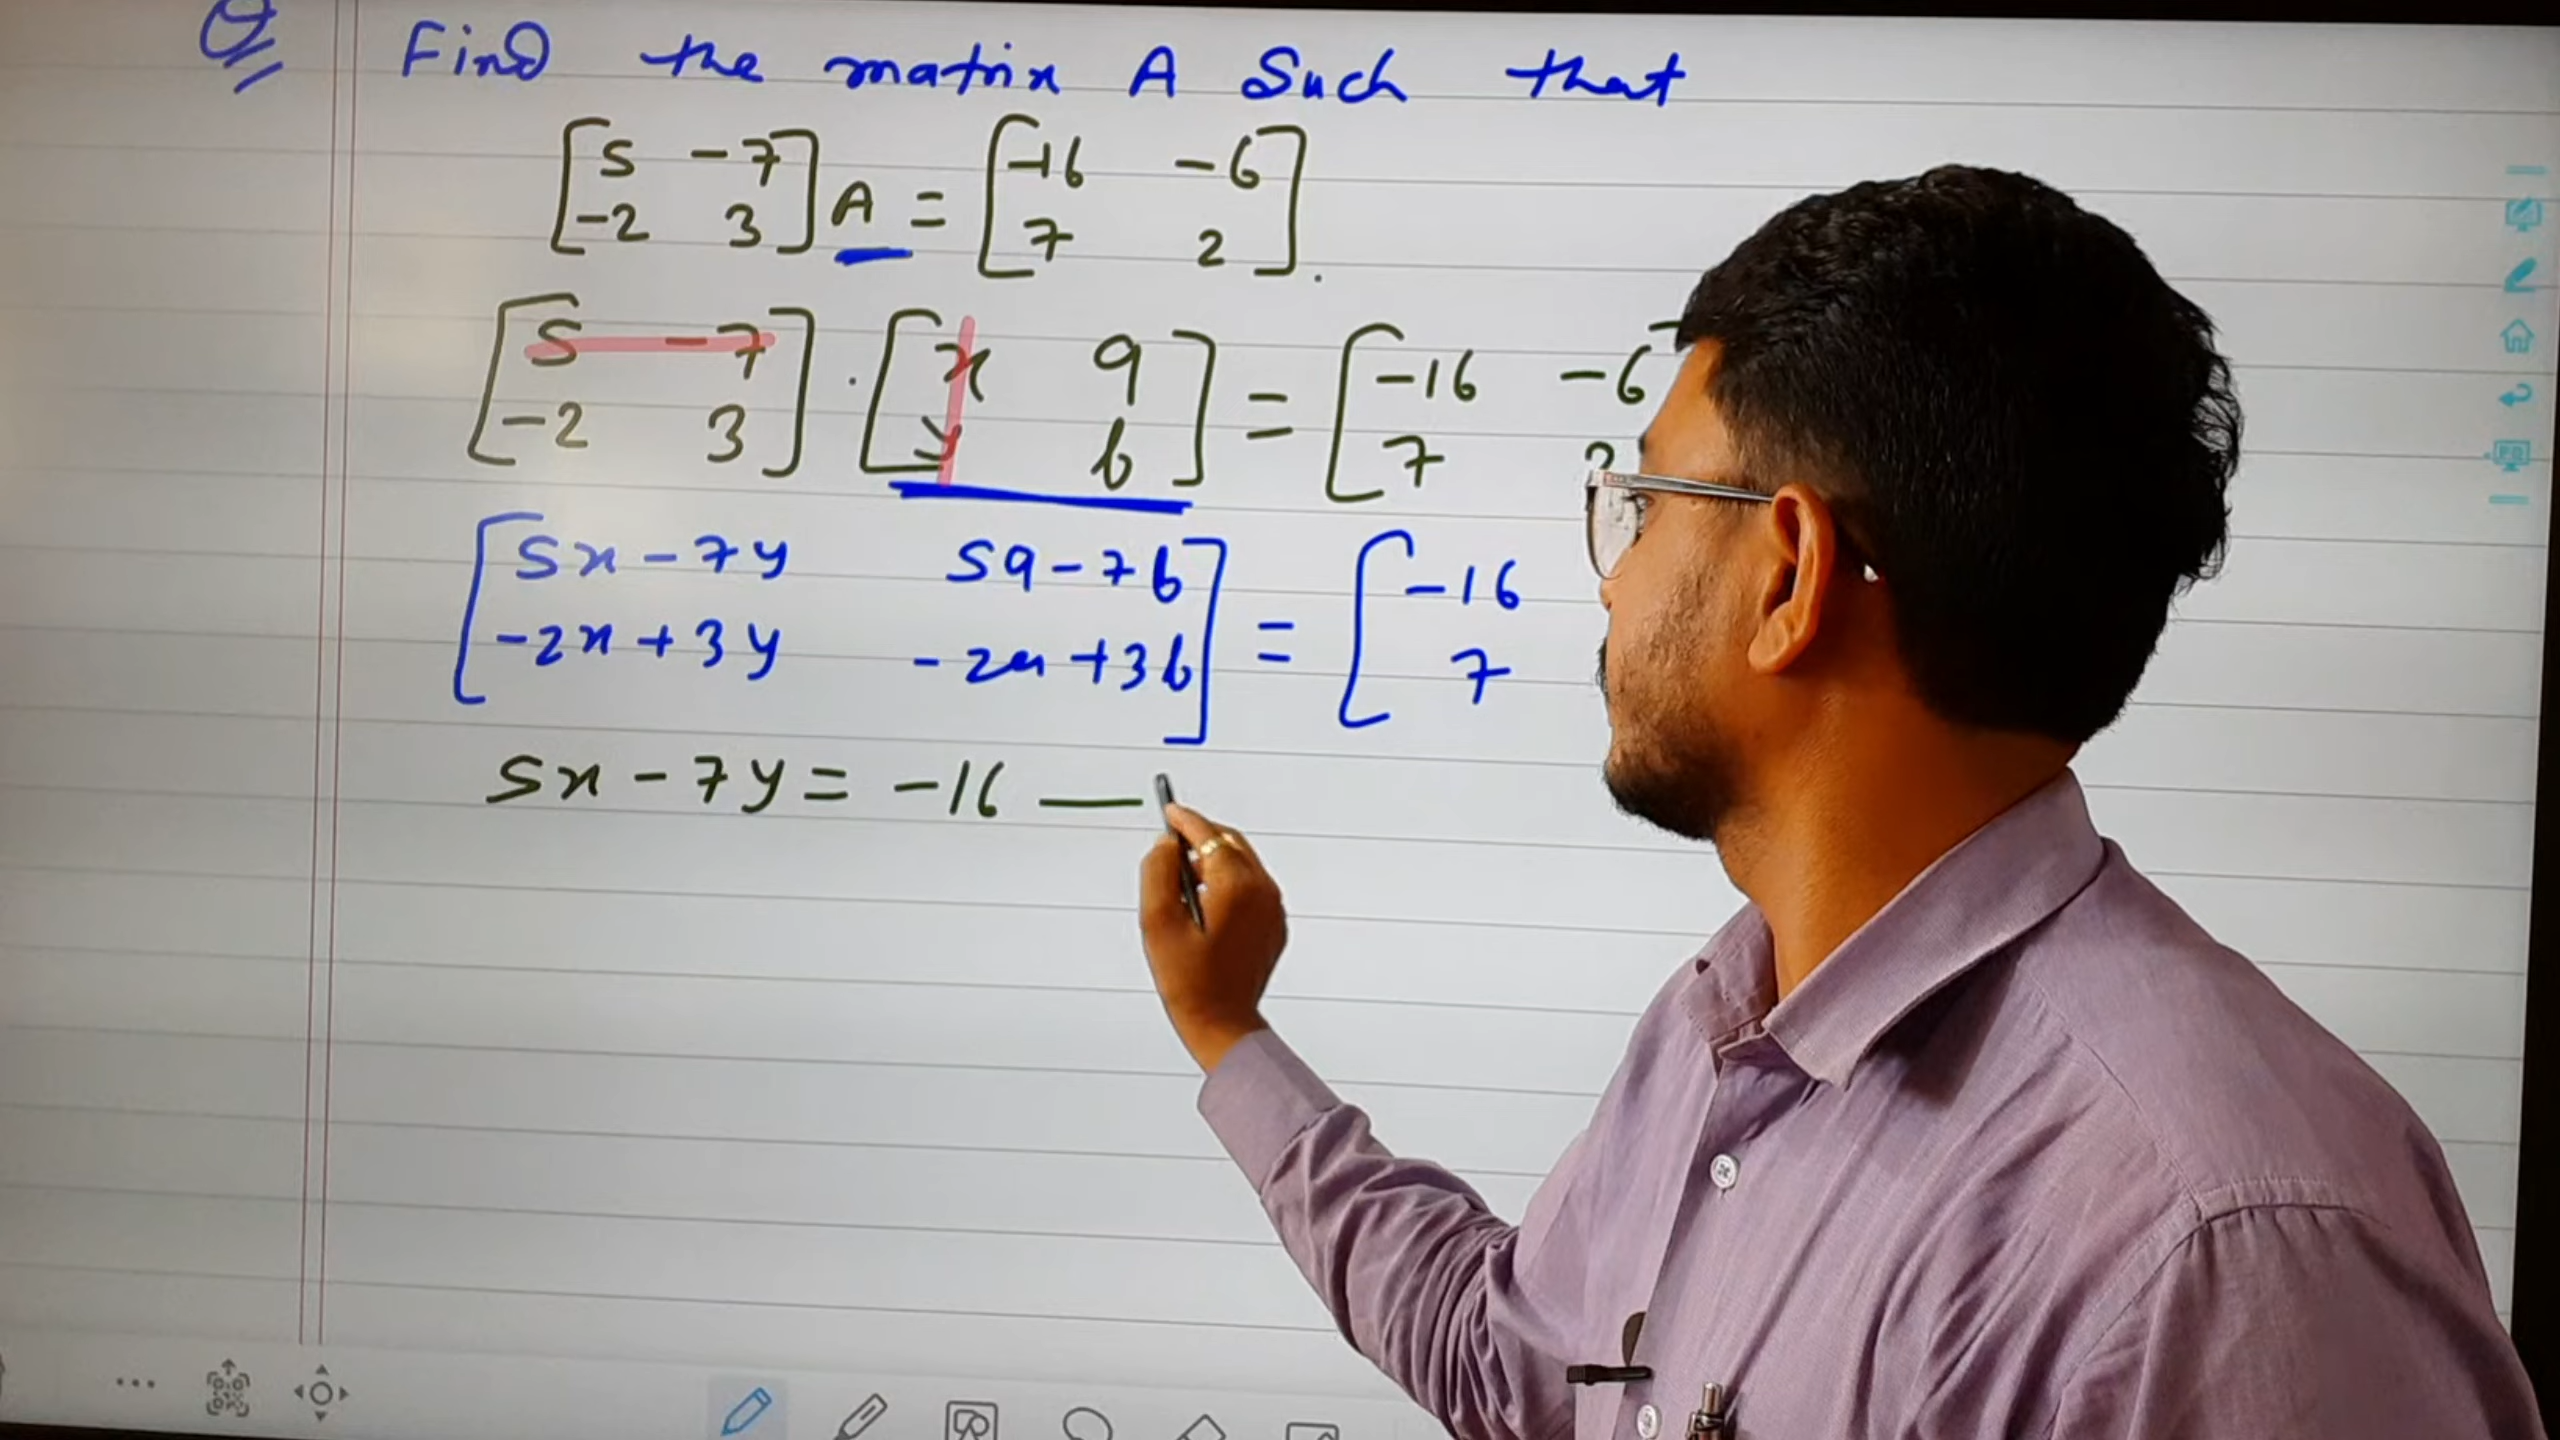 Q Find the matrix A Such that
[5 -7
-2 3] A = [-16 -6
7 2].
[5 -7
-2 3] . [x a
y b] = [-16 -6
7
[5x - 7y 5a - 7b
-2x + 3y -2a + 3b] = [-16
7
5x - 7y = -16 —